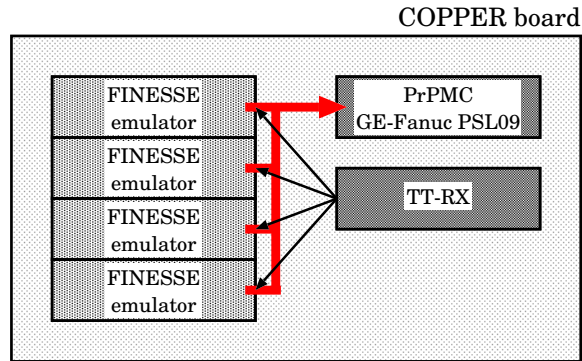 COPPER board
FINESSE
emulator
FINESSE
emulator
FINESSE
emulator
FINESSE
emulator
PrPMC
GE-Fanuc PSL09
TT-RX